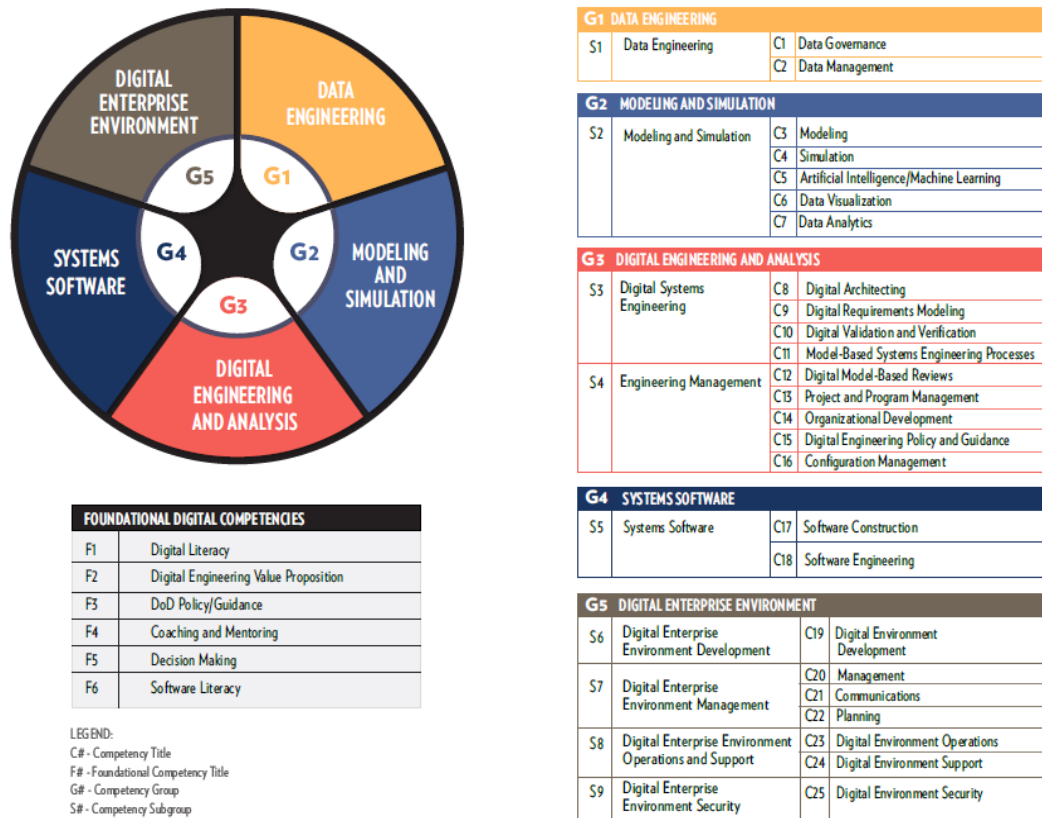 DIGITAL
ENTERPRISE
ENVIRONMENT
DATA
ENGINEERING
G5
G1
SYSTEMS
SOFTWARE
G4
G2
MODELING
AND
SIMULATION
G3
DIGITAL
ENGINEERING
AND ANALYSIS
FOUNDATIONAL DIGITAL COMPETENCIES
F1 Digital Literacy
F2 Digital Engineering Value Proposition
F3 DoD Policy/Guidance
F4 Coaching and Mentoring
F5 Decision Making
F6 Software Literacy
LEGEND:
C# - Competency Title
F# - Foundational Competency Title
G# - Competency Group
S# - Competency Subgroup
G1 DATA ENGINEERING
S1 Data Engineering C1 Data Governance
C2 Data Management
G2 MODELING AND SIMULATION
S2 Modeling and Simulation C3 Modeling
C4 Simulation
C5 Artificial Intelligence/Machine Learning
C6 Data Visualization
C7 Data Analytics
G3 DIGITAL ENGINEERING AND ANALYSIS
S3 Digital Systems
Engineering
C8 Digital Architecting
C9 Digital Requirements Modeling
C10 Digital Validation and Verification
C11 Model-Based Systems Engineering Processes
S4 Engineering Management
C12 Digital Model-Based Reviews
C13 Project and Program Management
C14 Organizational Development
C15 Digital Engineering Policy and Guidance
C16 Configuration Management
G4 SYSTEMS SOFTWARE
S5 Systems Software C17 Software Construction
C18 Software Engineering
G5 DIGITAL ENTERPRISE ENVIRONMENT
S6 Digital Enterprise
Environment Development
C19 Digital Environment
Development
S7 Digital Enterprise
Environment Management
C20 Management
C21 Communications
C22 Planning
S8 Digital Enterprise Environment
Operations and Support
C23 Digital Environment Operations
C24 Digital Environment Support
S9 Digital Enterprise
Environment Security
C25 Digital Environment Security